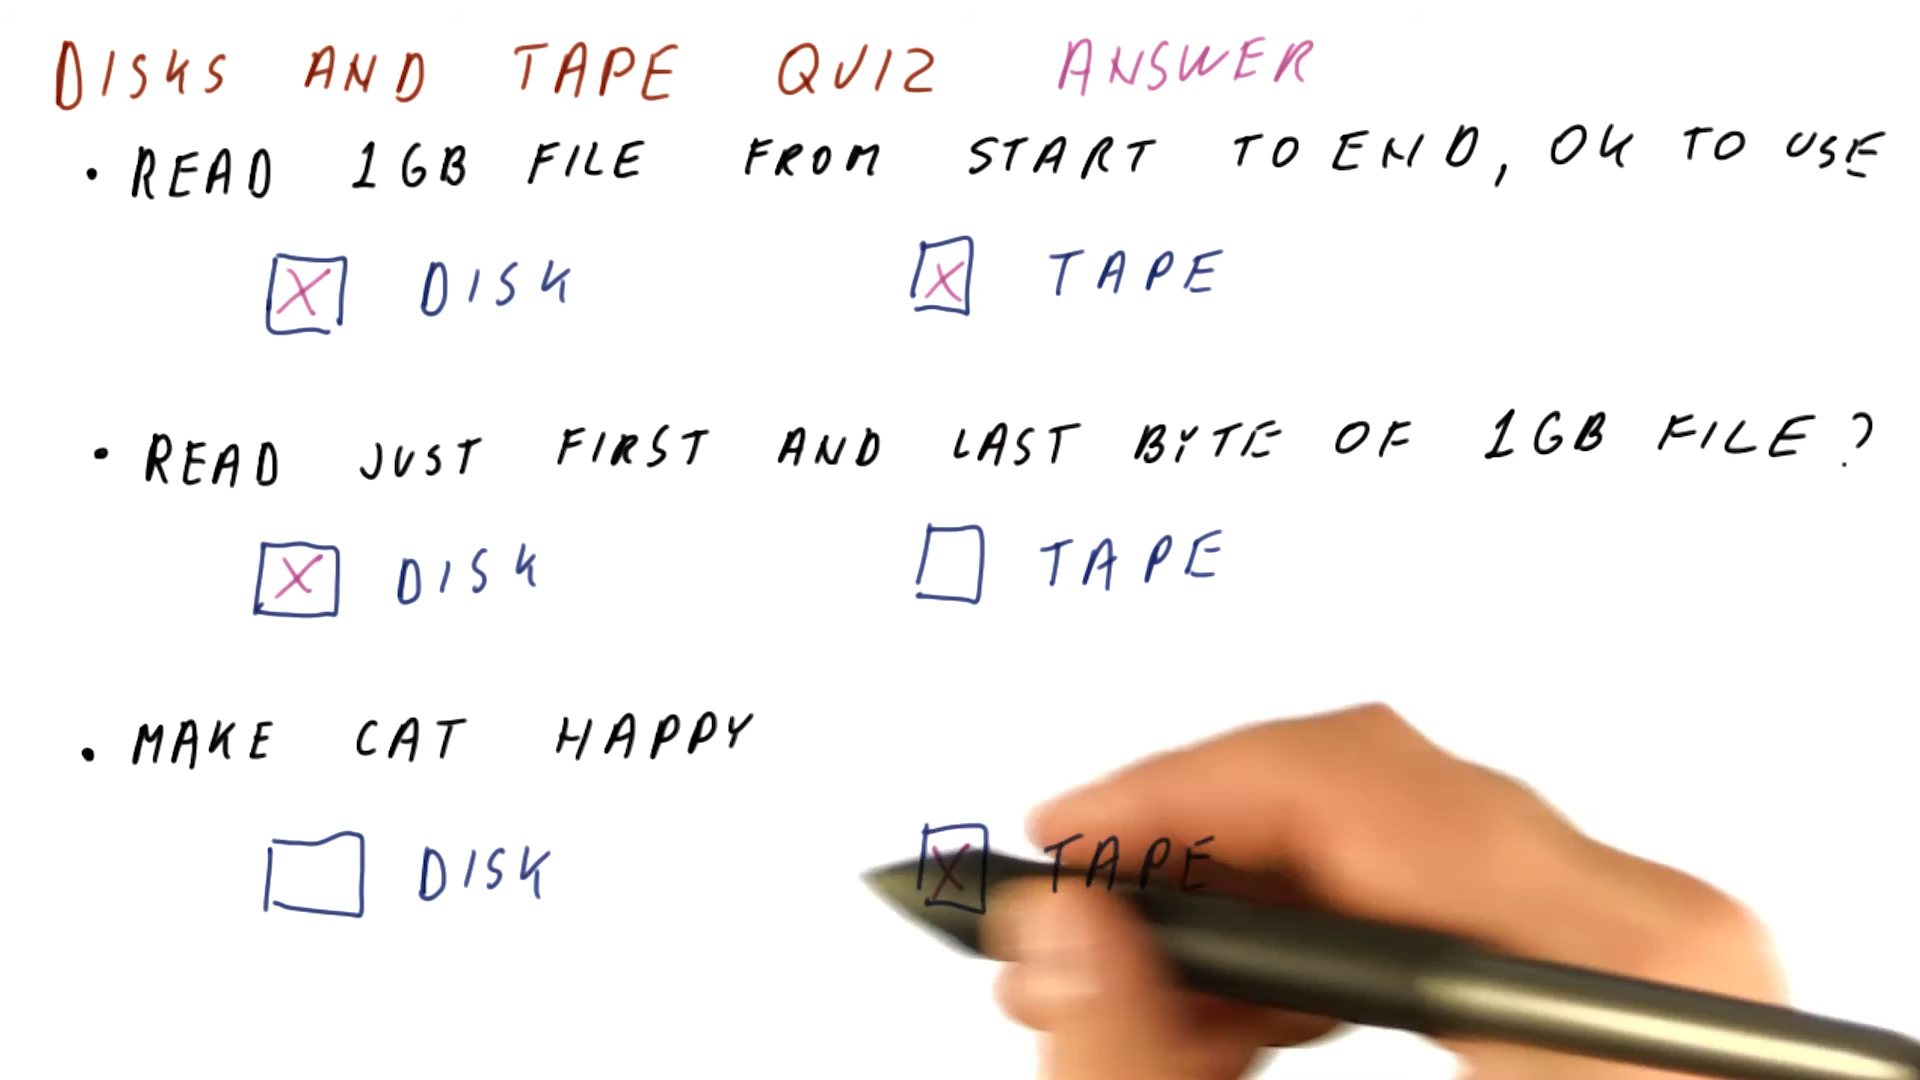 DISKS AND TAPE QUIZ ANSWER
• READ 1GB FILE FROM START TO END, OK TO USE
X DISK X TAPE
• READ JUST FIRST AND LAST BYTE OF 1GB FILE?
X DISK TAPE
• MAKE CAT HAPPY
DISK X TAPE